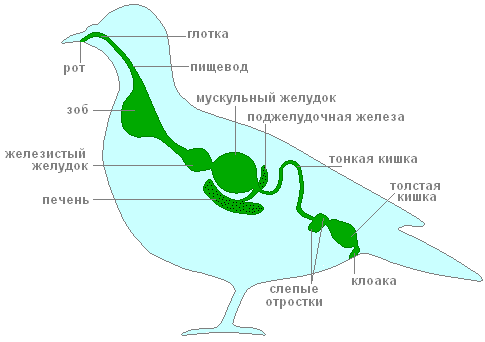 глотка
рот
пищевод
мускульный желудок
зоб
поджелудочная железа
железистый
желудок
тонкая кишка
толстая
кишка
печень
клоака
слепые
отростки